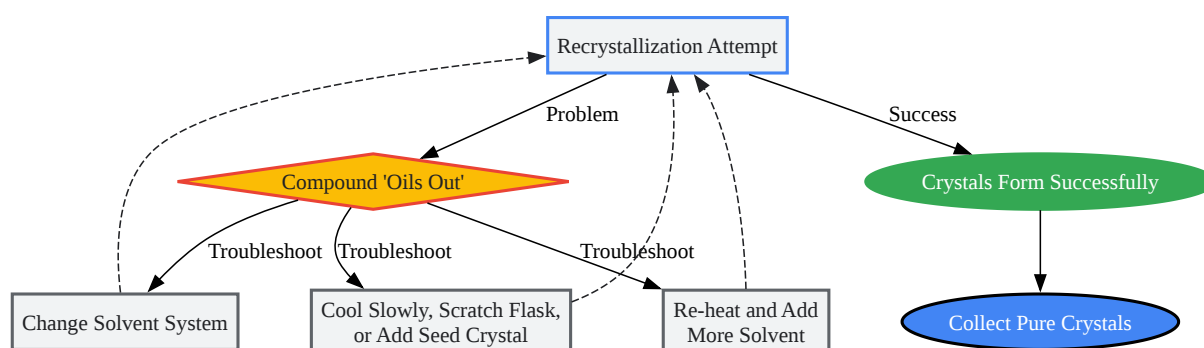 Recrystallization Attempt
Problem
Success
Compound 'Oils Out'
Crystals Form Successfully
Troubleshoot
Troubleshoot
Troubleshoot
Change Solvent System
Cool Slowly, Scratch Flask,
or Add Seed Crystal
Re-heat and Add
More Solvent
Collect Pure Crystals